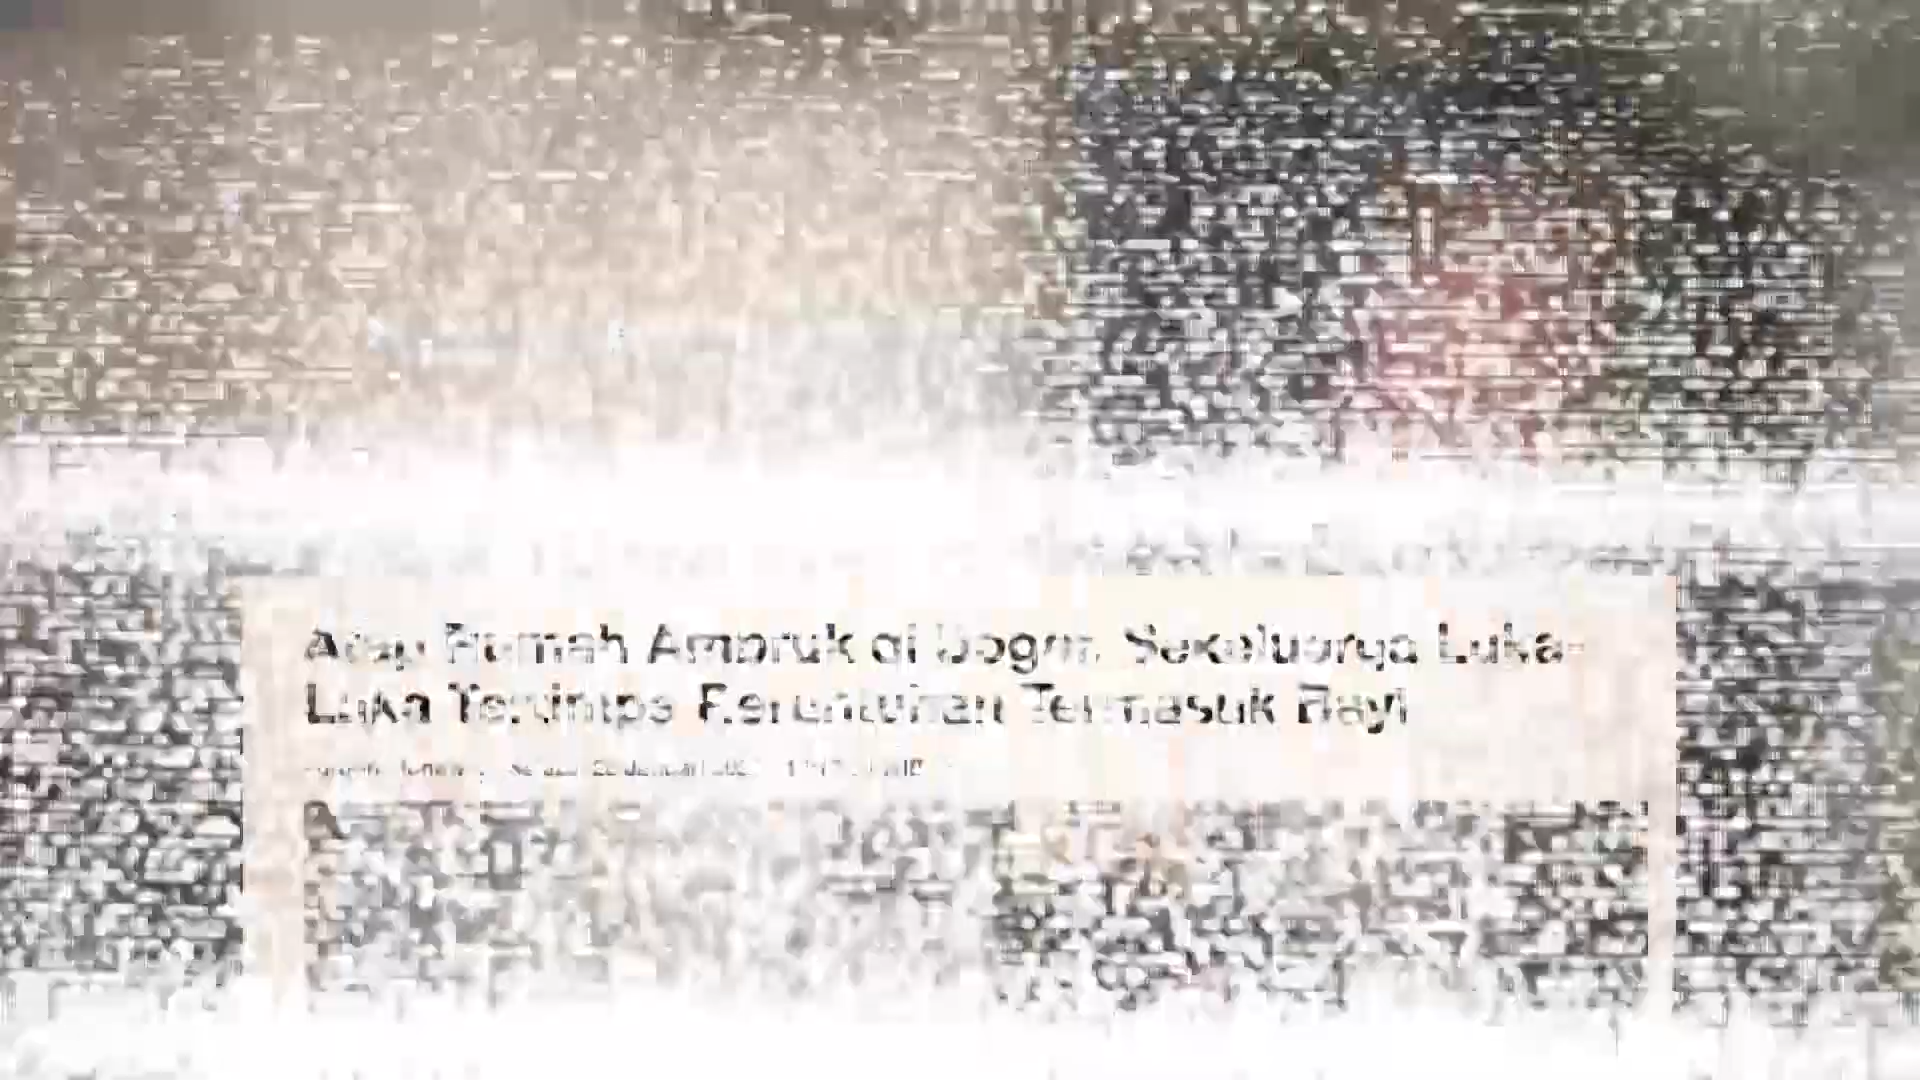 Atap Rumah Ambruk di Bogor, Sekeluarga Luka-
Luka Tertimpa Reruntuhan Termasuk Bayi